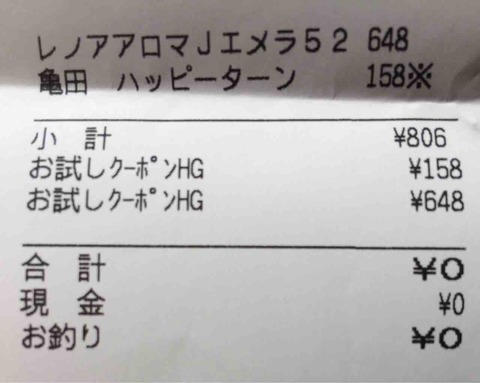 レノアアロマJエメラ52 648
亀田 ハッピーターン 158※
小 計 ¥806
お試しクーポンHG ¥158
お試しクーポンHG ¥648
合 計 ¥0
現 金 ¥0
お釣り ¥0